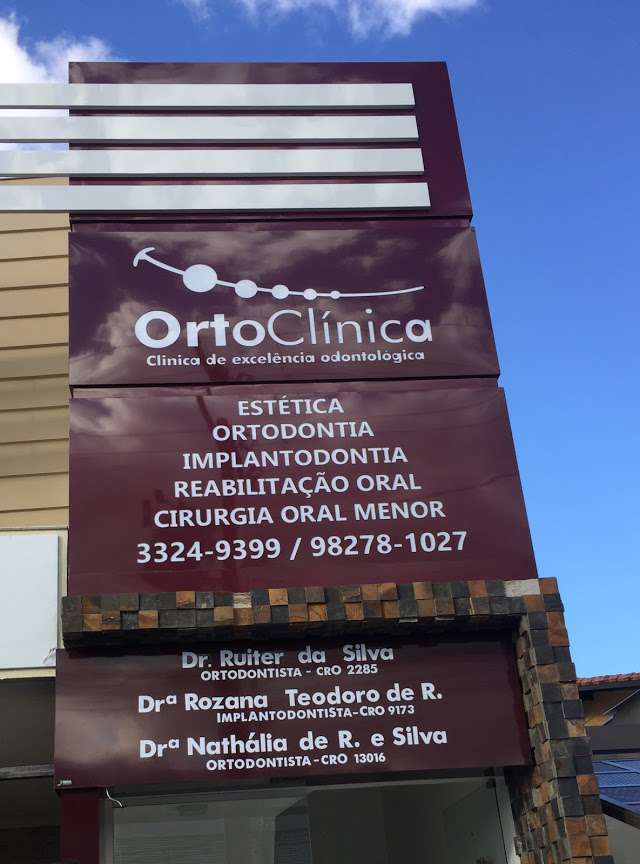 OrtoClínica
Clinica de excelência odontológica
ESTÉTICA
ORTODONTIA
IMPLANTODONTIA
REABILITAÇÃO ORAL
CIRURGIA ORAL MENOR
3324-9399 / 98278-1027
Dr. Ruiter da Silva
ORTODONTISTA - CRO 2285
Drª Rozana Teodoro de R.
IMPLANTODONTISTA-CRO 9173
Drª Nathália de R. e Silva
ORTODONTISTA - CRO 13016